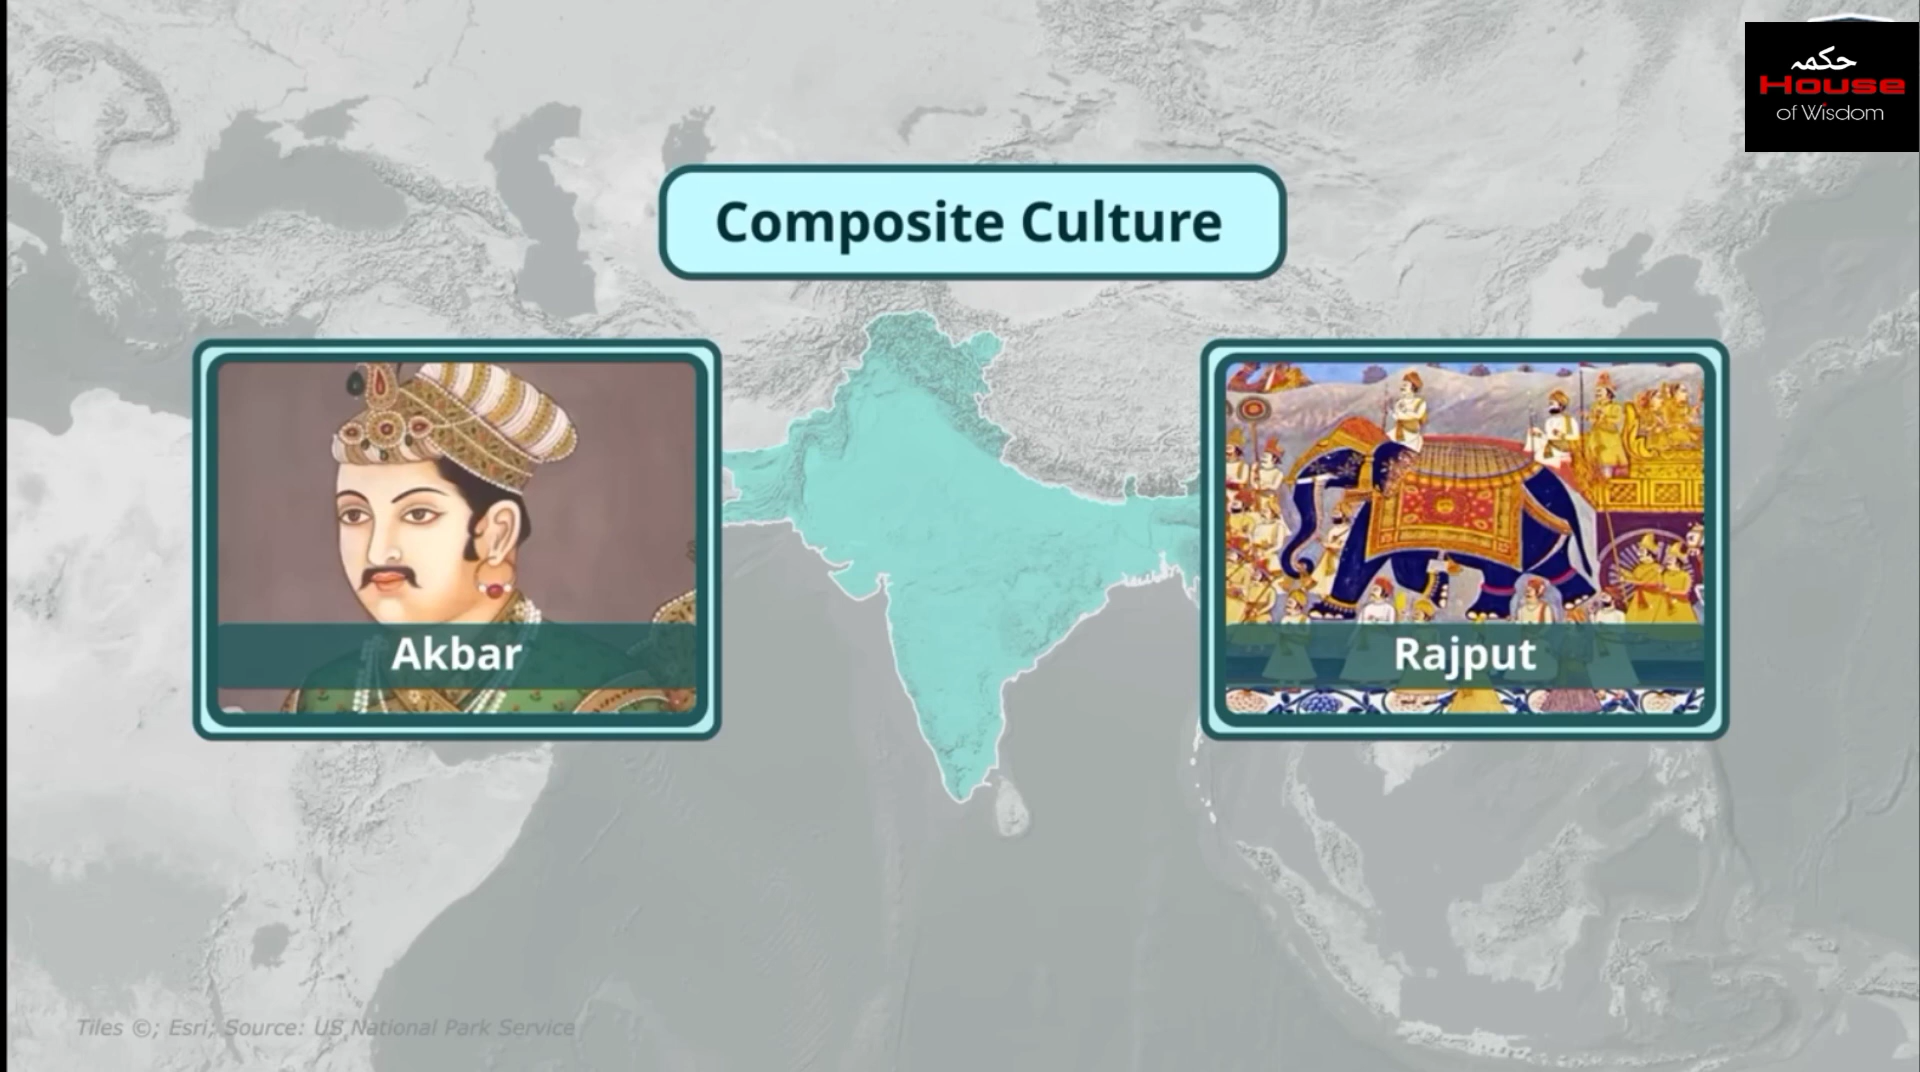 حکمہ
House
of Wisdom
Composite Culture
Akbar
Rajput
Tiles ©; Esri; Source: US National Park Service